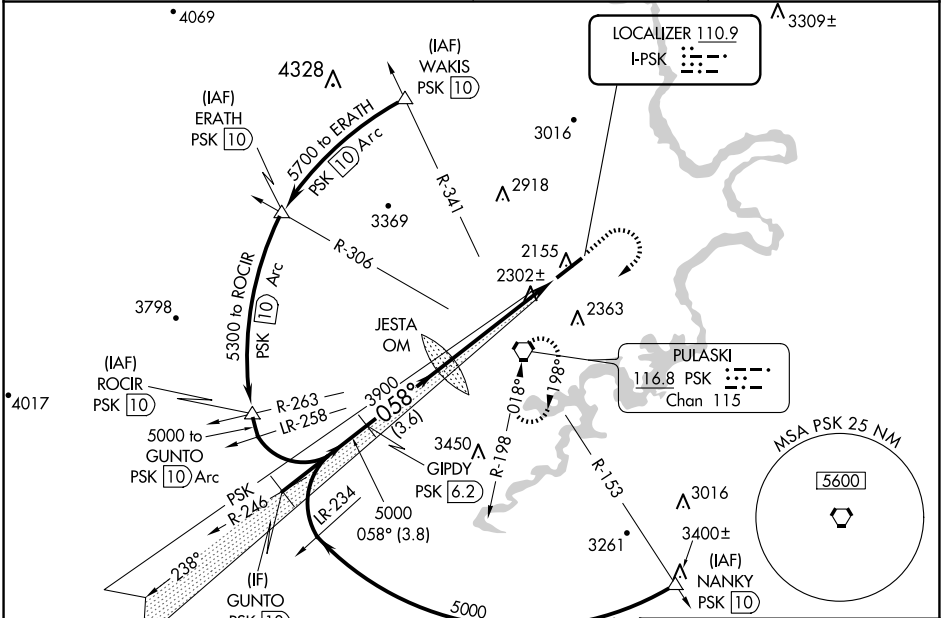 4069
3309±
LOCALIZER 110.9
I-PSK
(IAF)
WAKIS
PSK 10
4328
(IAF)
ERATH
PSK 10
5700 to ERATH
PSK 10 Arc
3016
R-341
2918
3369
R-306
2155
2302±
5300 to ROCIR
PSK 10 Arc
3798
2363
JESTA
OM
PULASKI
116.8 PSK
Chan 115
(IAF)
ROCIR
PSK 10
4017
R-263
LR-258
3900
058°
(3.6)
018°
198°
5000 to
GUNTO
PSK 10 Arc
3450
GIPDY
PSK 6.2
R-198
R-153
MSA PSK 25 NM
5600
PSK
R-246
LR-234
5000
058° (3.8)
3016
3261
3400±
238°
(IF)
GUNTO
(IAF)
NANKY
PSK 10
5000
PSK 10